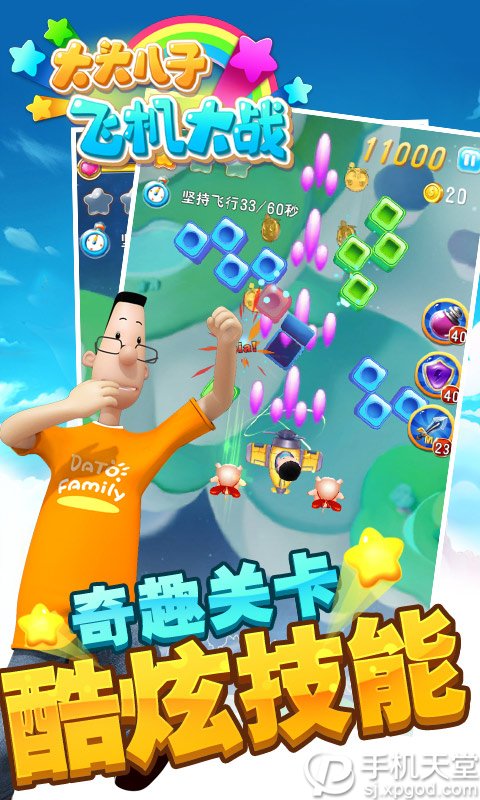 大头儿子
飞机大战
11000
坚持飞行33/60秒
20
40
40
23
DaTou
Family
奇趣关卡
酷炫技能
手机天堂
sj.xpgod.com